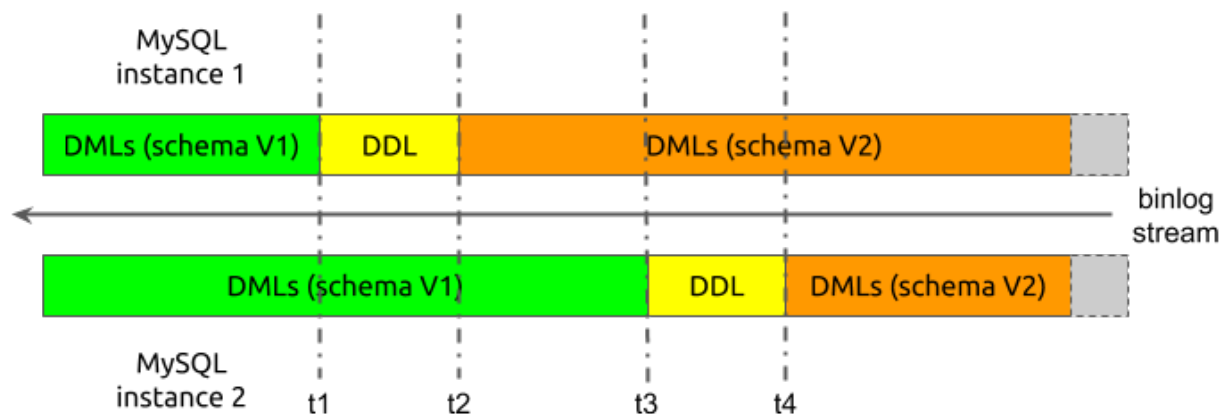 MySQL
instance 1
DMLs (schema V1)
DDL
DMLs (schema V2)
binlog
stream
DMLs (schema V1)
DDL
DMLs (schema V2)
MySQL
instance 2
t1
t2
t3
t4